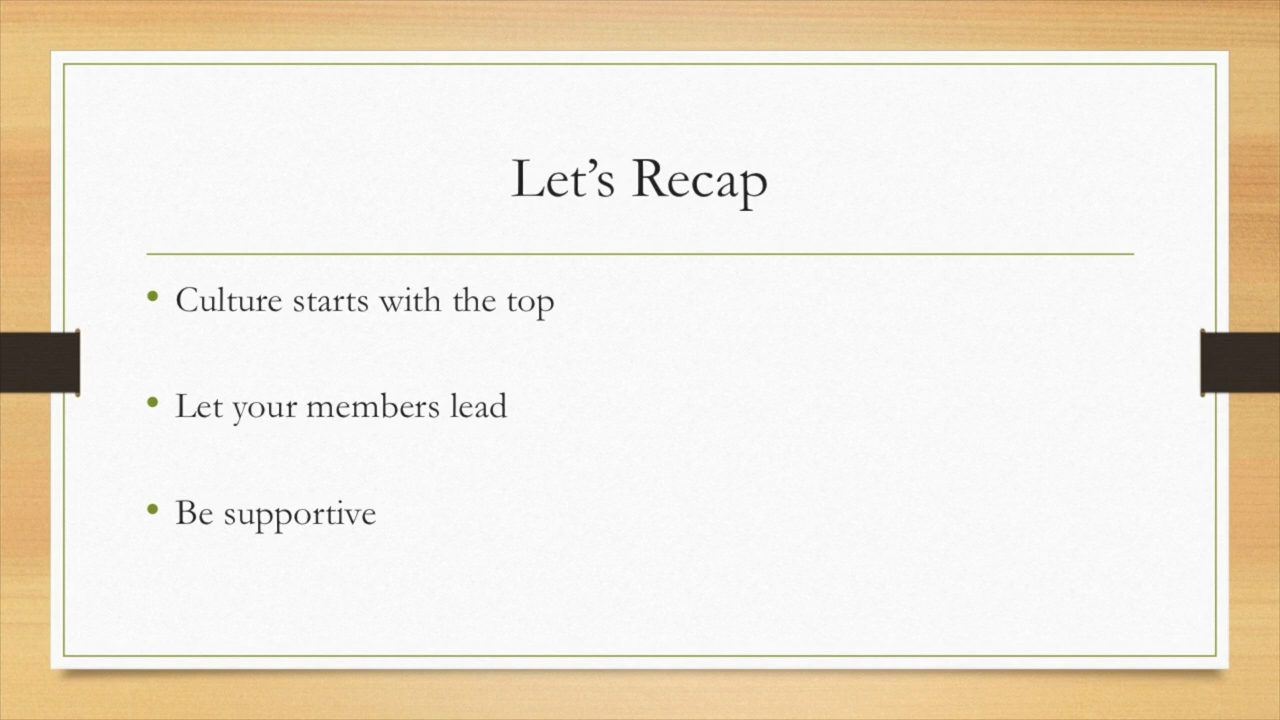 Let’s Recap
• Culture starts with the top
• Let your members lead
• Be supportive